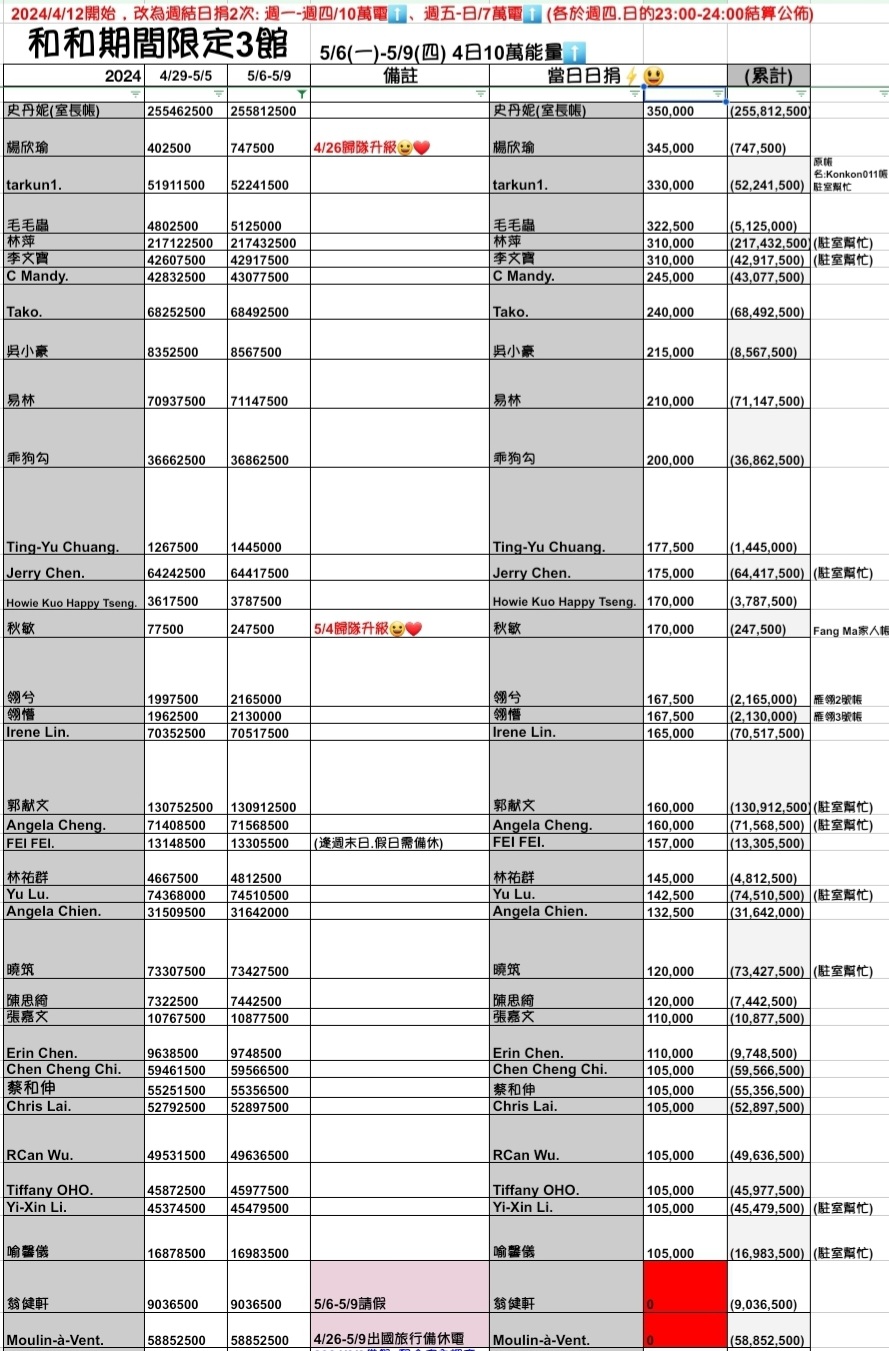 2024/4/12開始，改為週結日捐2次: 週一-週四/10萬電⬆️、週五-日/7萬電⬆️ (各於週四.日的23:00-24:00結算公佈)
和和期間限定3館 5/6(一)-5/9(四) 4日10萬能量⬆️
2024 4/29-5/5 5/6-5/9 備註 當日日捐⚡😃 (累計)
史丹妮(室長帳) 255462500 255812500 史丹妮(室長帳) 350,000 (255,812,500)
楊欣瑜 402500 747500 4/26歸隊升級😉❤️ 楊欣瑜 345,000 (747,500)
tarkun1. 51911500 52241500 tarkun1. 330,000 (52,241,500) 原帳名:Konkon011帳 駐室幫忙
毛毛蟲 4802500 5125000 毛毛蟲 322,500 (5,125,000)
林萍 217122500 217432500 林萍 310,000 (217,432,500) (駐室幫忙)
李文寶 42607500 42917500 李文寶 310,000 (42,917,500) (駐室幫忙)
C Mandy. 42832500 43077500 C Mandy. 245,000 (43,077,500)
Tako. 68252500 68492500 Tako. 240,000 (68,492,500)
吳小豪 8352500 8567500 吳小豪 215,000 (8,567,500)
易林 70937500 71147500 易林 210,000 (71,147,500)
乖狗勾 36662500 36862500 乖狗勾 200,000 (36,862,500)
Ting-Yu Chuang. 1267500 1445000 Ting-Yu Chuang. 177,500 (1,445,000)
Jerry Chen. 64242500 64417500 Jerry Chen. 175,000 (64,417,500) (駐室幫忙)
Howie Kuo Happy Tseng. 3617500 3787500 Howie Kuo Happy Tseng. 170,000 (3,787,500)
秋敏 77500 247500 5/4歸隊升級😉❤️ 秋敏 170,000 (247,500) Fang Ma家人帳
翎兮 1997500 2165000 翎兮 167,500 (2,165,000) 雁翎2號帳
翎懵 1962500 2130000 翎懵 167,500 (2,130,000) 雁翎3號帳
Irene Lin. 70352500 70517500 Irene Lin. 165,000 (70,517,500)
郭献文 130752500 130912500 郭献文 160,000 (130,912,500) (駐室幫忙)
Angela Cheng. 71408500 71568500 Angela Cheng. 160,000 (71,568,500) (駐室幫忙)
FEI FEI. 13148500 13305500 (逢週末日.假日需備休) FEI FEI. 157,000 (13,305,500)
林祐群 4667500 4812500 林祐群 145,000 (4,812,500)
Yu Lu. 74368000 74510500 Yu Lu. 142,500 (74,510,500) (駐室幫忙)
Angela Chien. 31509500 31642000 Angela Chien. 132,500 (31,642,000)
曉筑 73307500 73427500 曉筑 120,000 (73,427,500) (駐室幫忙)
陳思綺 7322500 7442500 陳思綺 120,000 (7,442,500)
張嘉文 10767500 10877500 張嘉文 110,000 (10,877,500)
Erin Chen. 9638500 9748500 Erin Chen. 110,000 (9,748,500)
Chen Cheng Chi. 59461500 59566500 Chen Cheng Chi. 105,000 (59,566,500)
蔡和伸 55251500 55356500 蔡和伸 105,000 (55,356,500)
Chris Lai. 52792500 52897500 Chris Lai. 105,000 (52,897,500)
RCan Wu. 49531500 49636500 RCan Wu. 105,000 (49,636,500)
Tiffany OHO. 45872500 45977500 Tiffany OHO. 105,000 (45,977,500)
Yi-Xin Li. 45374500 45479500 Yi-Xin Li. 105,000 (45,479,500) (駐室幫忙)
喻馨儀 16878500 16983500 喻馨儀 105,000 (16,983,500) (駐室幫忙)
翁健軒 9036500 9036500 5/6-5/9請假 翁健軒 0 (9,036,500)
Moulin-à-Vent. 58852500 58852500 4/26-5/9出國旅行備休電 Moulin-à-Vent. 0 (58,852,500)